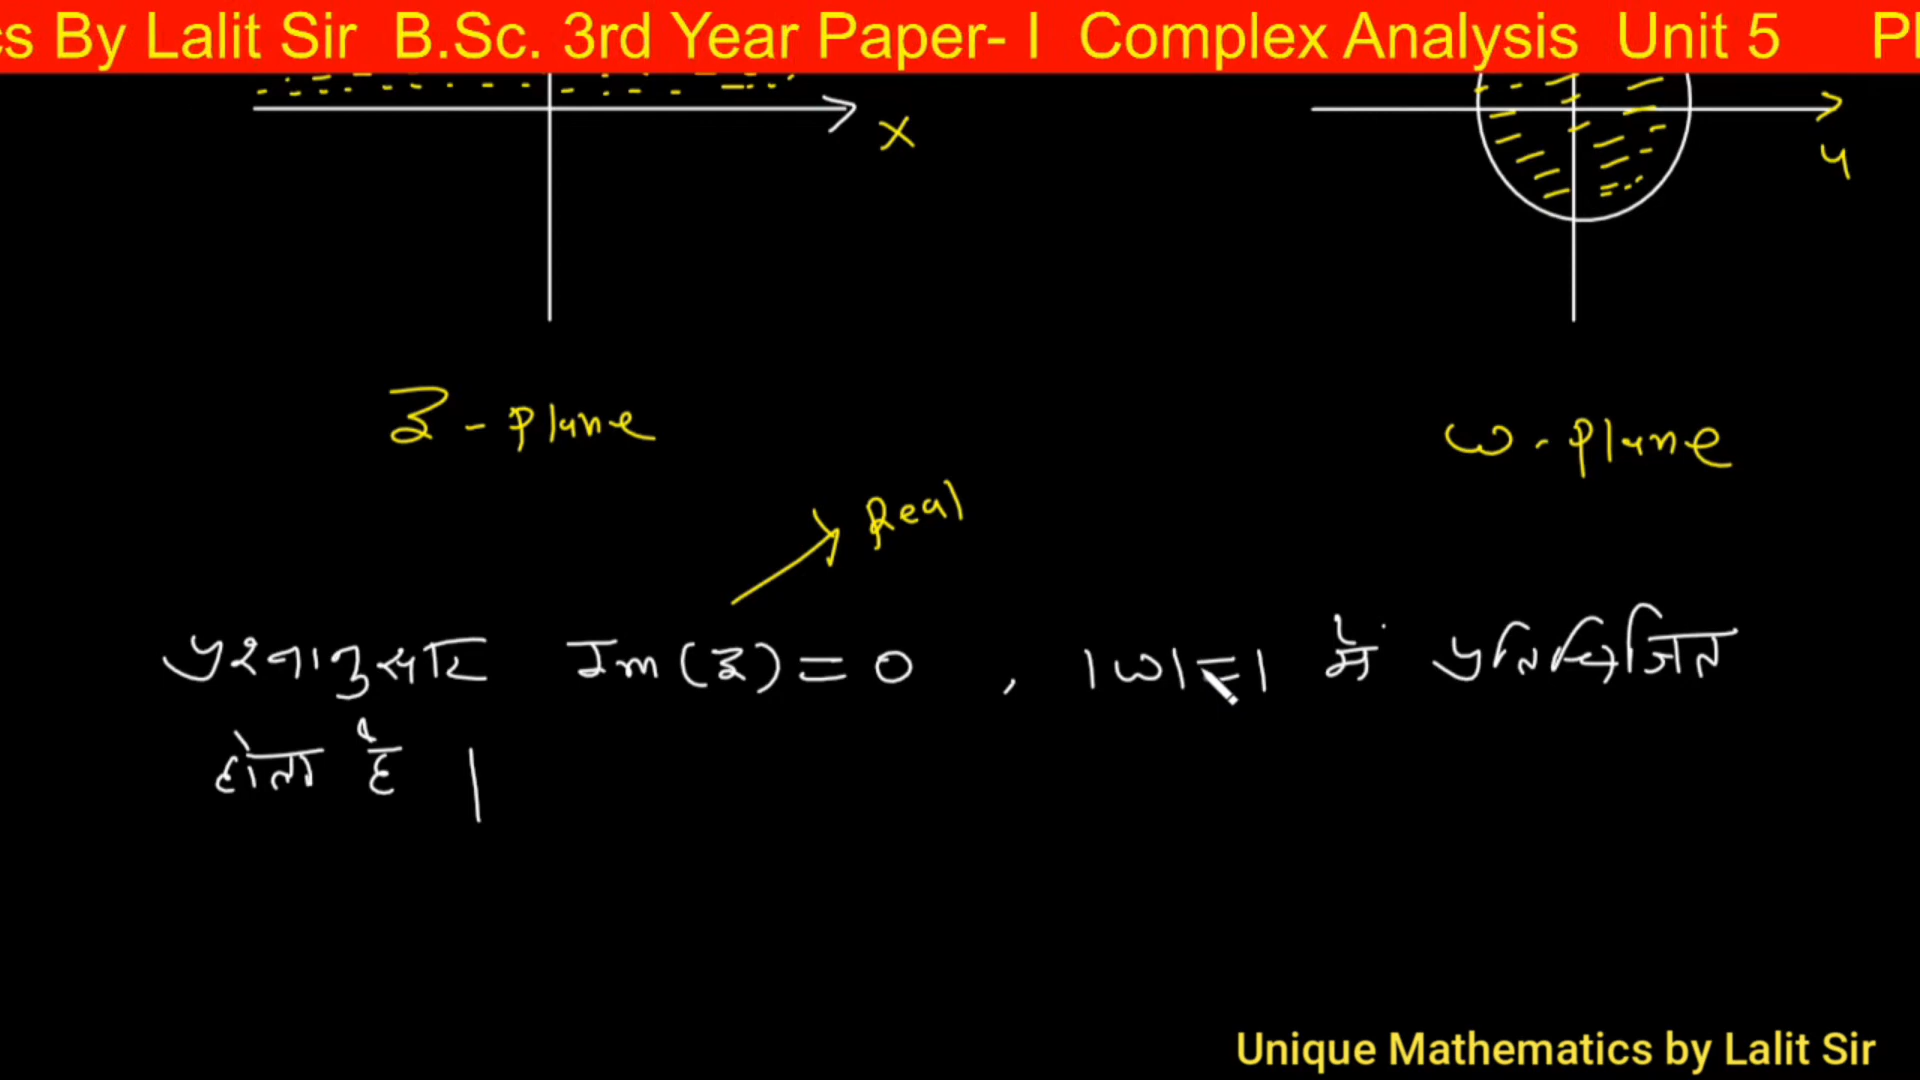 cs By Lalit Sir B.Sc. 3rd Year Paper- I Complex Analysis Unit 5 Pl
X
u
Z - plane
w - plane
Real
प्रश्नानुसार Im(z) = 0 , |w|=1 में प्रतिचित्रित
होता है |
Unique Mathematics by Lalit Sir